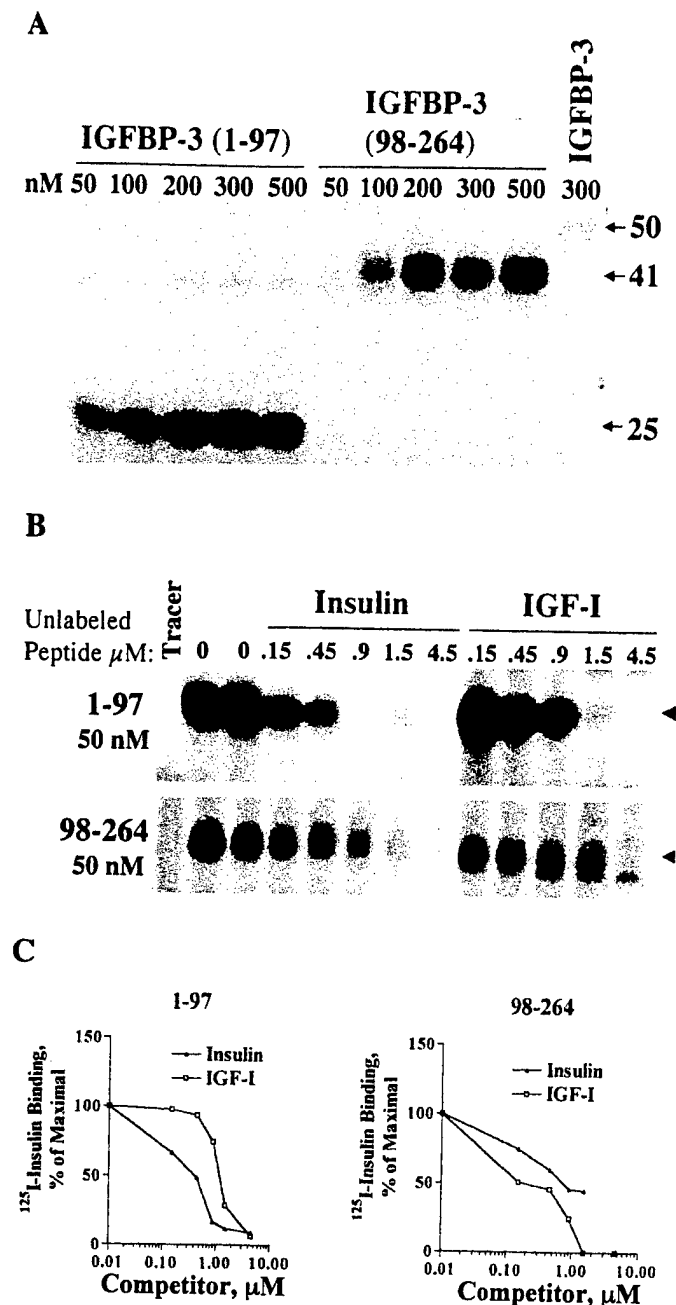 A
IGFBP-3 (1-97)
IGFBP-3
(98-264)
IGFBP-3
nM 50 100 200 300 500 50 100 200 300 500 300
←50
←41
←25
B
Tracer
Insulin
IGF-I
Unlabeled
Peptide μM: 0 0 .15 .45 .9 1.5 4.5 .15 .45 .9 1.5 4.5
1-97
50 nM
98-264
50 nM
C
1-97
125I-Insulin Binding,
% of Maximal
150
100
50
0
Insulin
IGF-I
0.01 0.10 1.00 10.00
Competitor, μM
98-264
125I-Insulin Binding,
% of Maximal
150
100
50
0
Insulin
IGF-I
0.01 0.10 1.00 10.00
Competitor, μM